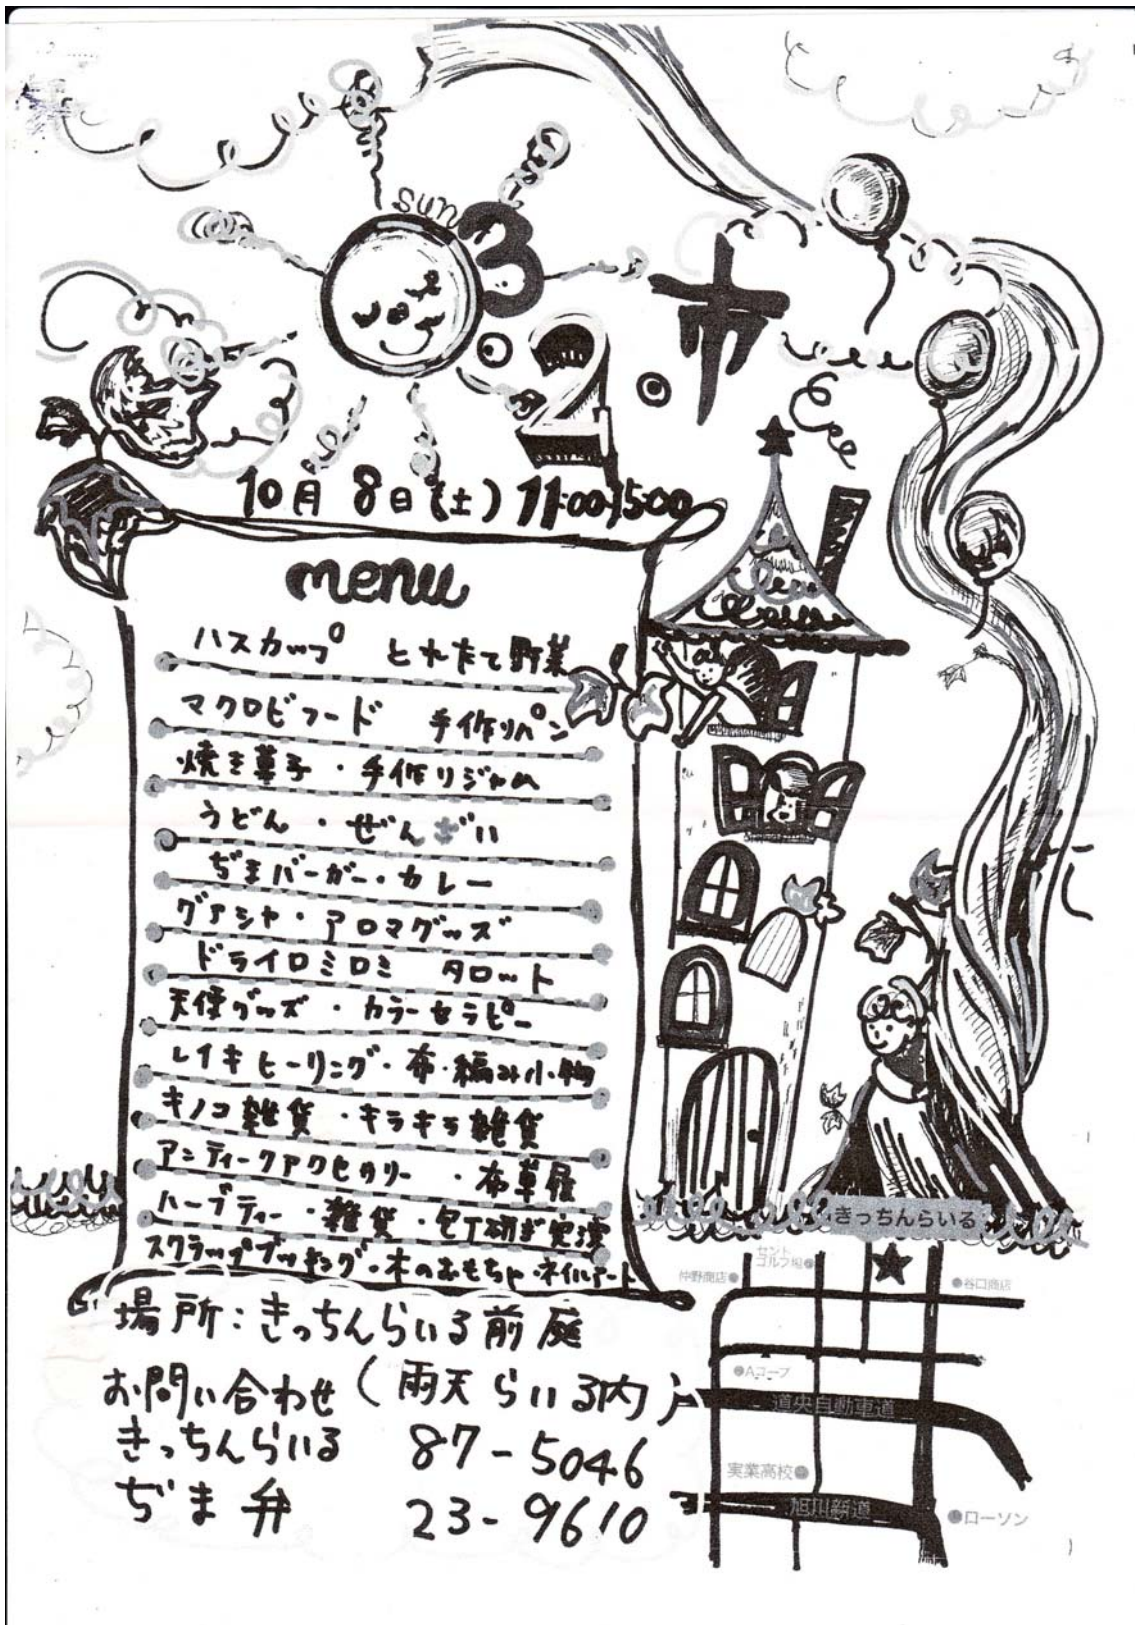 sun
3・2・市
10月8日(土) 11:00-15:00
menu
ハスカップ とれたて野菜
マクロビフード 手作りパン
焼き菓子・手作りジャム
うどん・ぜんざい
ぢまバーガー・カレー
グアシャ・アロマグッズ
ドライロミロミ タロット
天使グッズ・カラーセラピー
レイキヒーリング・布・編み小物
キノコ雑貨・キラキラ雑貨
アンティークアクセサリー・布草履
ハーブティー・雑貨・包丁研ぎ実演
スクラップブッキング・木のおもちゃ・ネイルアート
場所:きっちんらいる前庭
(雨天らいる内)
お問い合わせ
きっちんらいる 87-5046
ぢま弁 23-9610
きっちんらいる
セント
ゴルフ場
仲野商店
谷口商店
Aコープ
道央自動車道
実業高校
旭川新道
ローソン